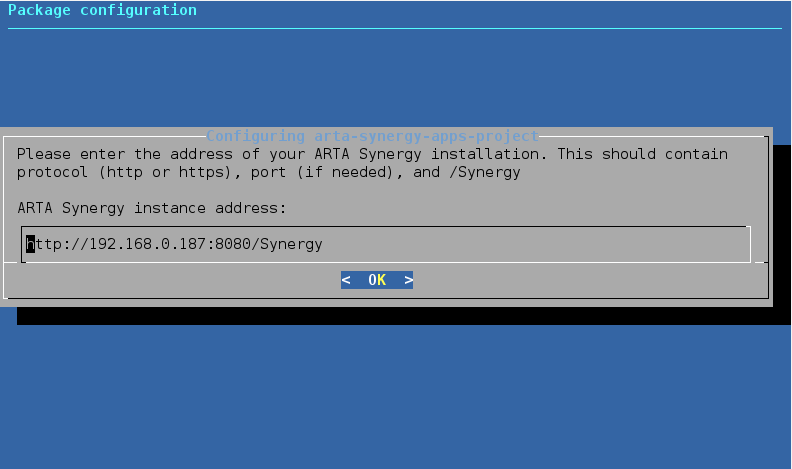 Package configuration
Configuring arta-synergy-apps-project
Please enter the address of your ARTA Synergy installation. This should contain
protocol (http or https), port (if needed), and /Synergy
ARTA Synergy instance address:
http://192.168.0.187:8080/Synergy
<  OK  >